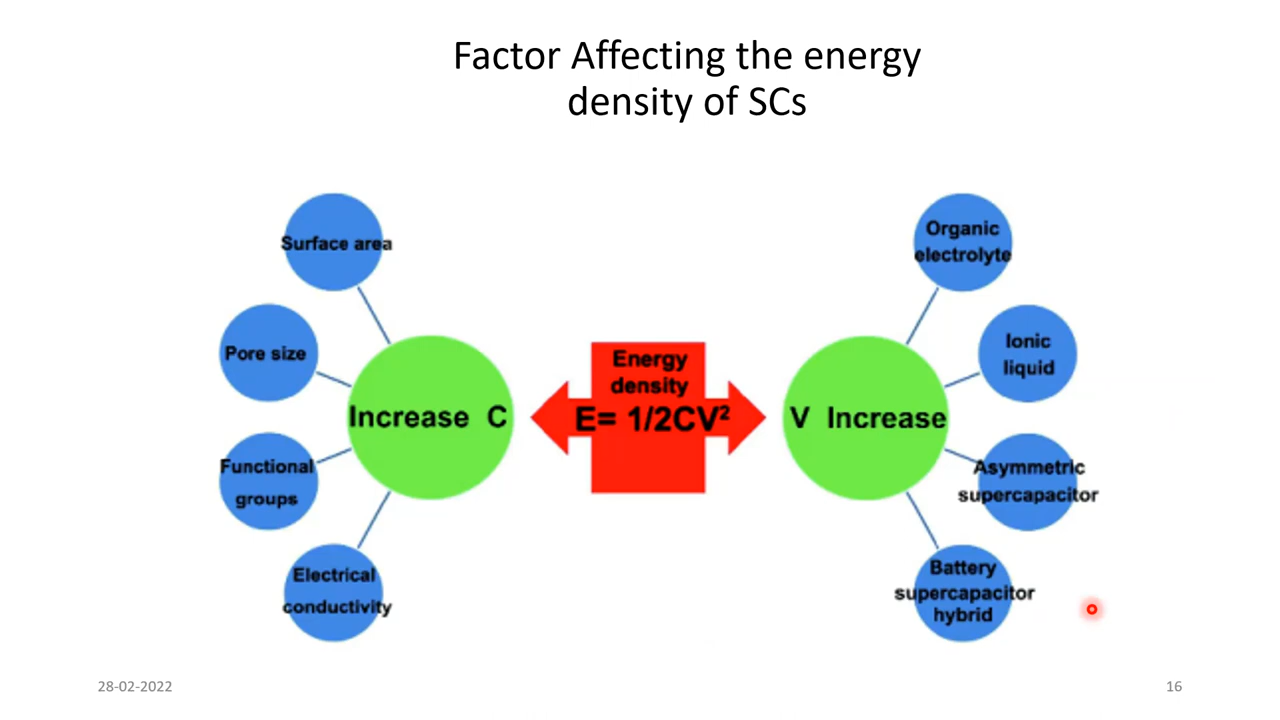 Factor Affecting the energy
density of SCs
Surface area
Pore size
Functional
groups
Electrical
conductivity
Increase C
Energy
density
E= 1/2CV²
V Increase
Organic
electrolyte
Ionic
liquid
Asymmetric
supercapacitor
Battery
supercapacitor
hybrid
28-02-2022
16